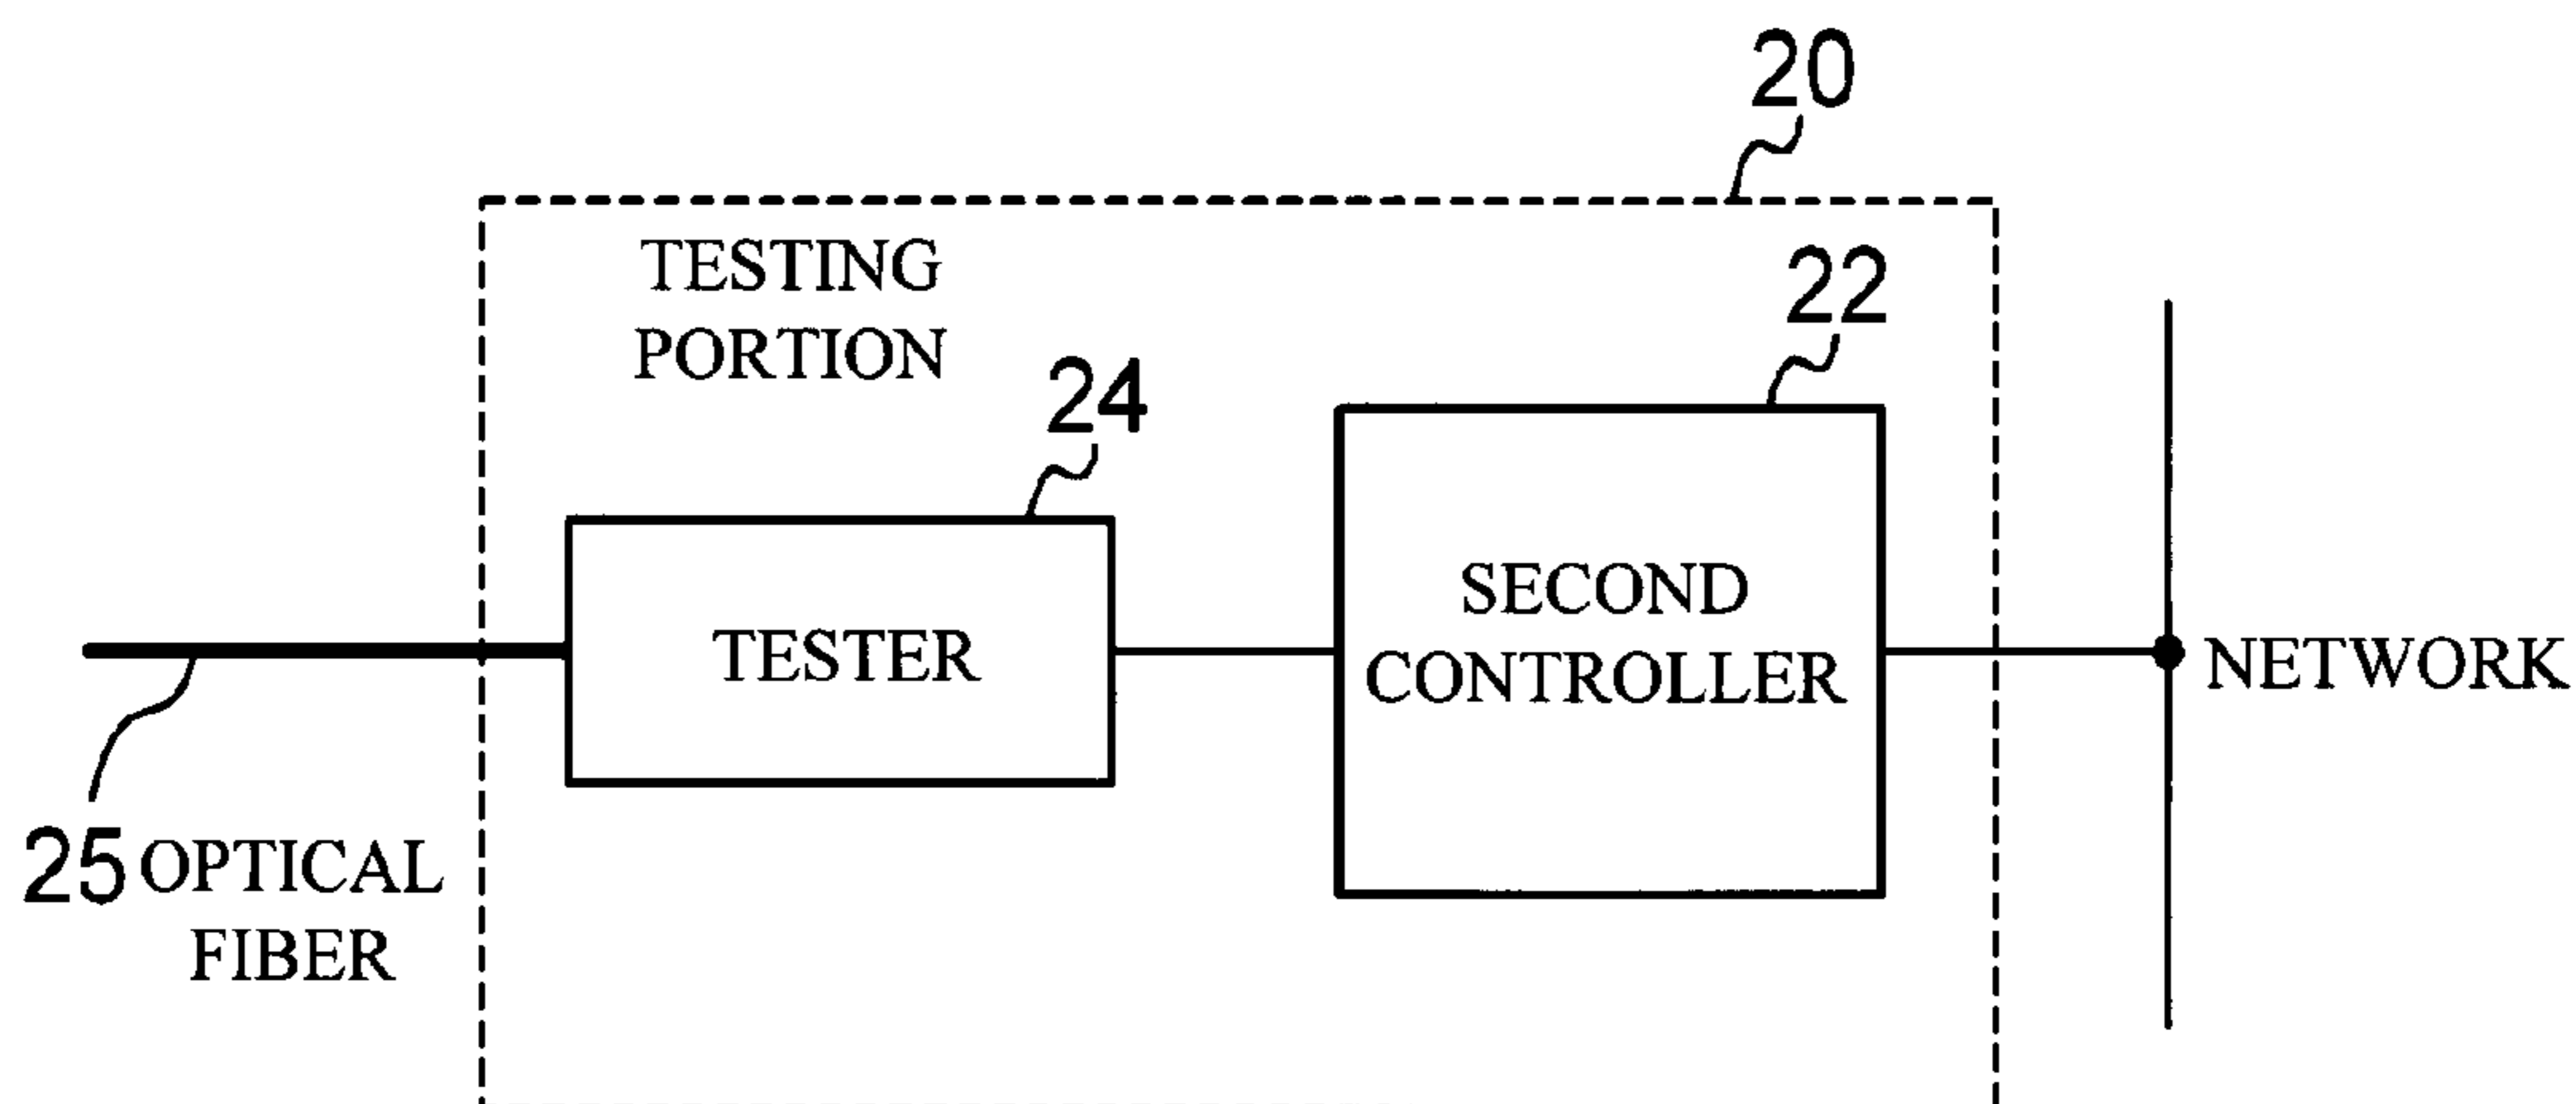 20
TESTING
PORTION
22
24
SECOND
CONTROLLER
TESTER
NETWORK
25 OPTICAL
FIBER